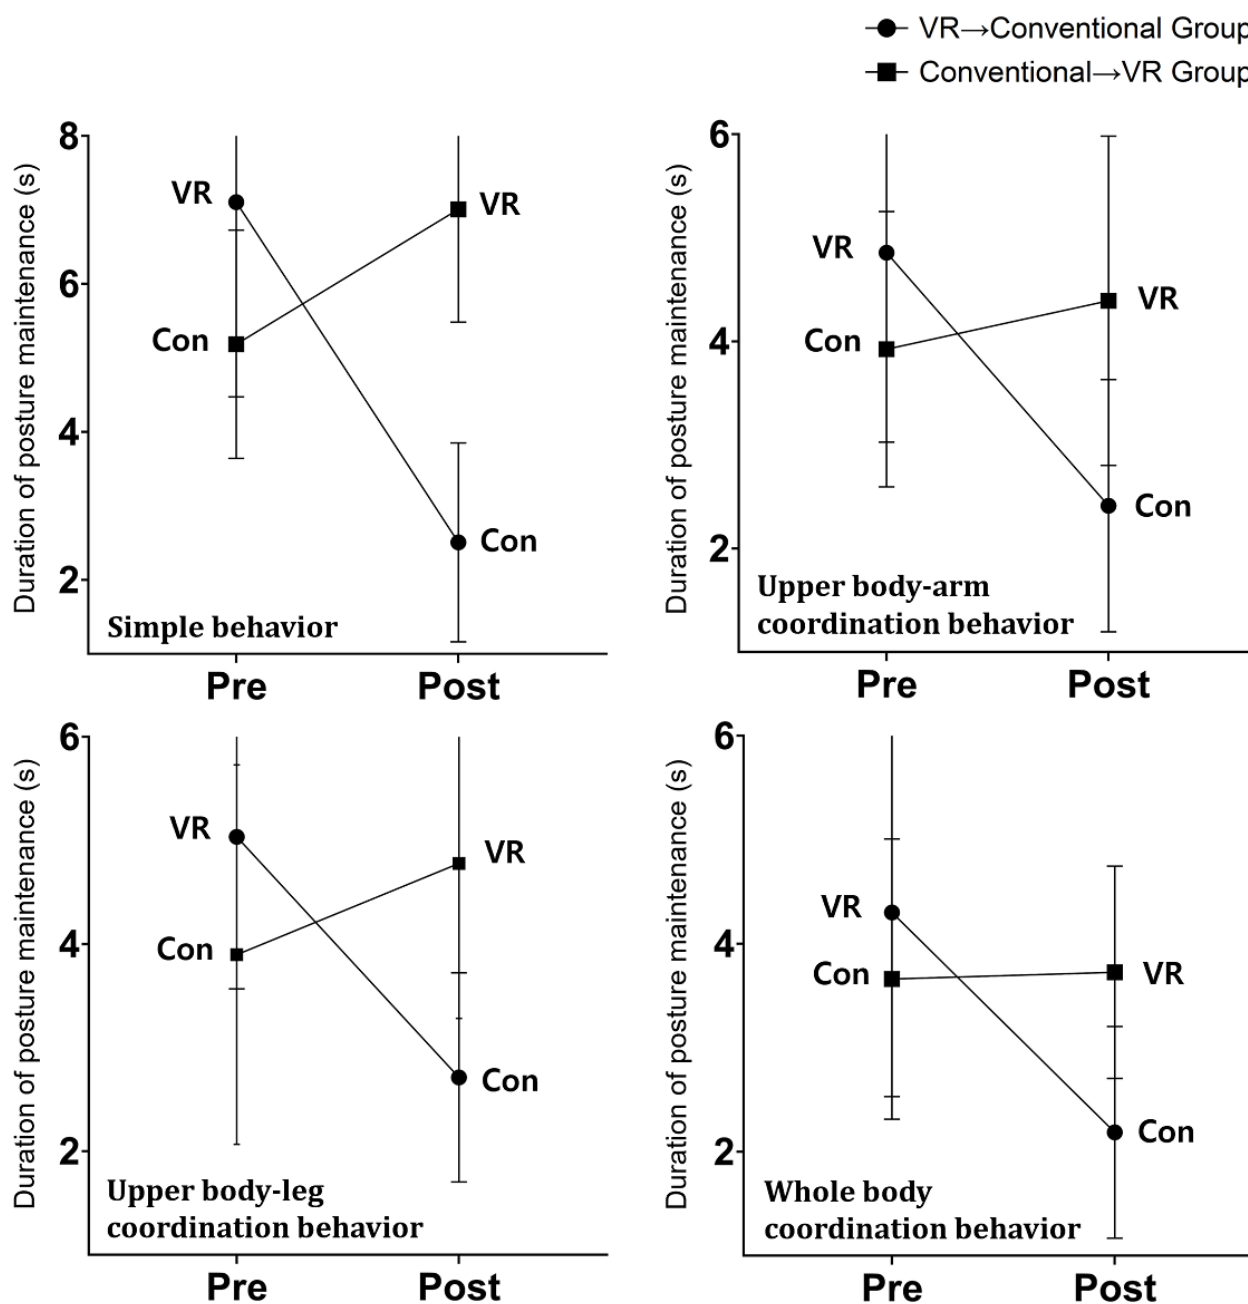 VR→Conventional Group
Conventional→VR Group
Duration of posture maintenance (s)
8
6
4
2
VR
Con
VR
Con
Simple behavior
Pre
Post
Duration of posture maintenance (s)
6
4
2
VR
Con
VR
Con
Upper body-arm
coordination behavior
Pre
Post
Duration of posture maintenance (s)
6
4
2
VR
Con
VR
Con
Upper body-leg
coordination behavior
Pre
Post
Duration of posture maintenance (s)
6
4
2
VR
Con
VR
Con
Whole body
coordination behavior
Pre
Post